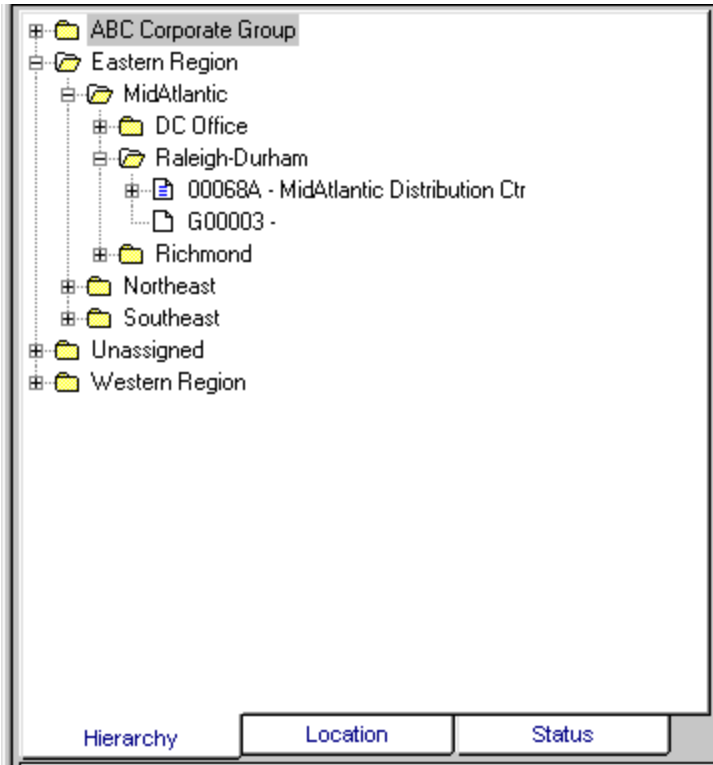 ABC Corporate Group
Eastern Region
MidAtlantic
DC Office
Raleigh-Durham
00068A - MidAtlantic Distribution Ctr
G00003 -
Richmond
Northeast
Southeast
Unassigned
Western Region
Hierarchy Location Status